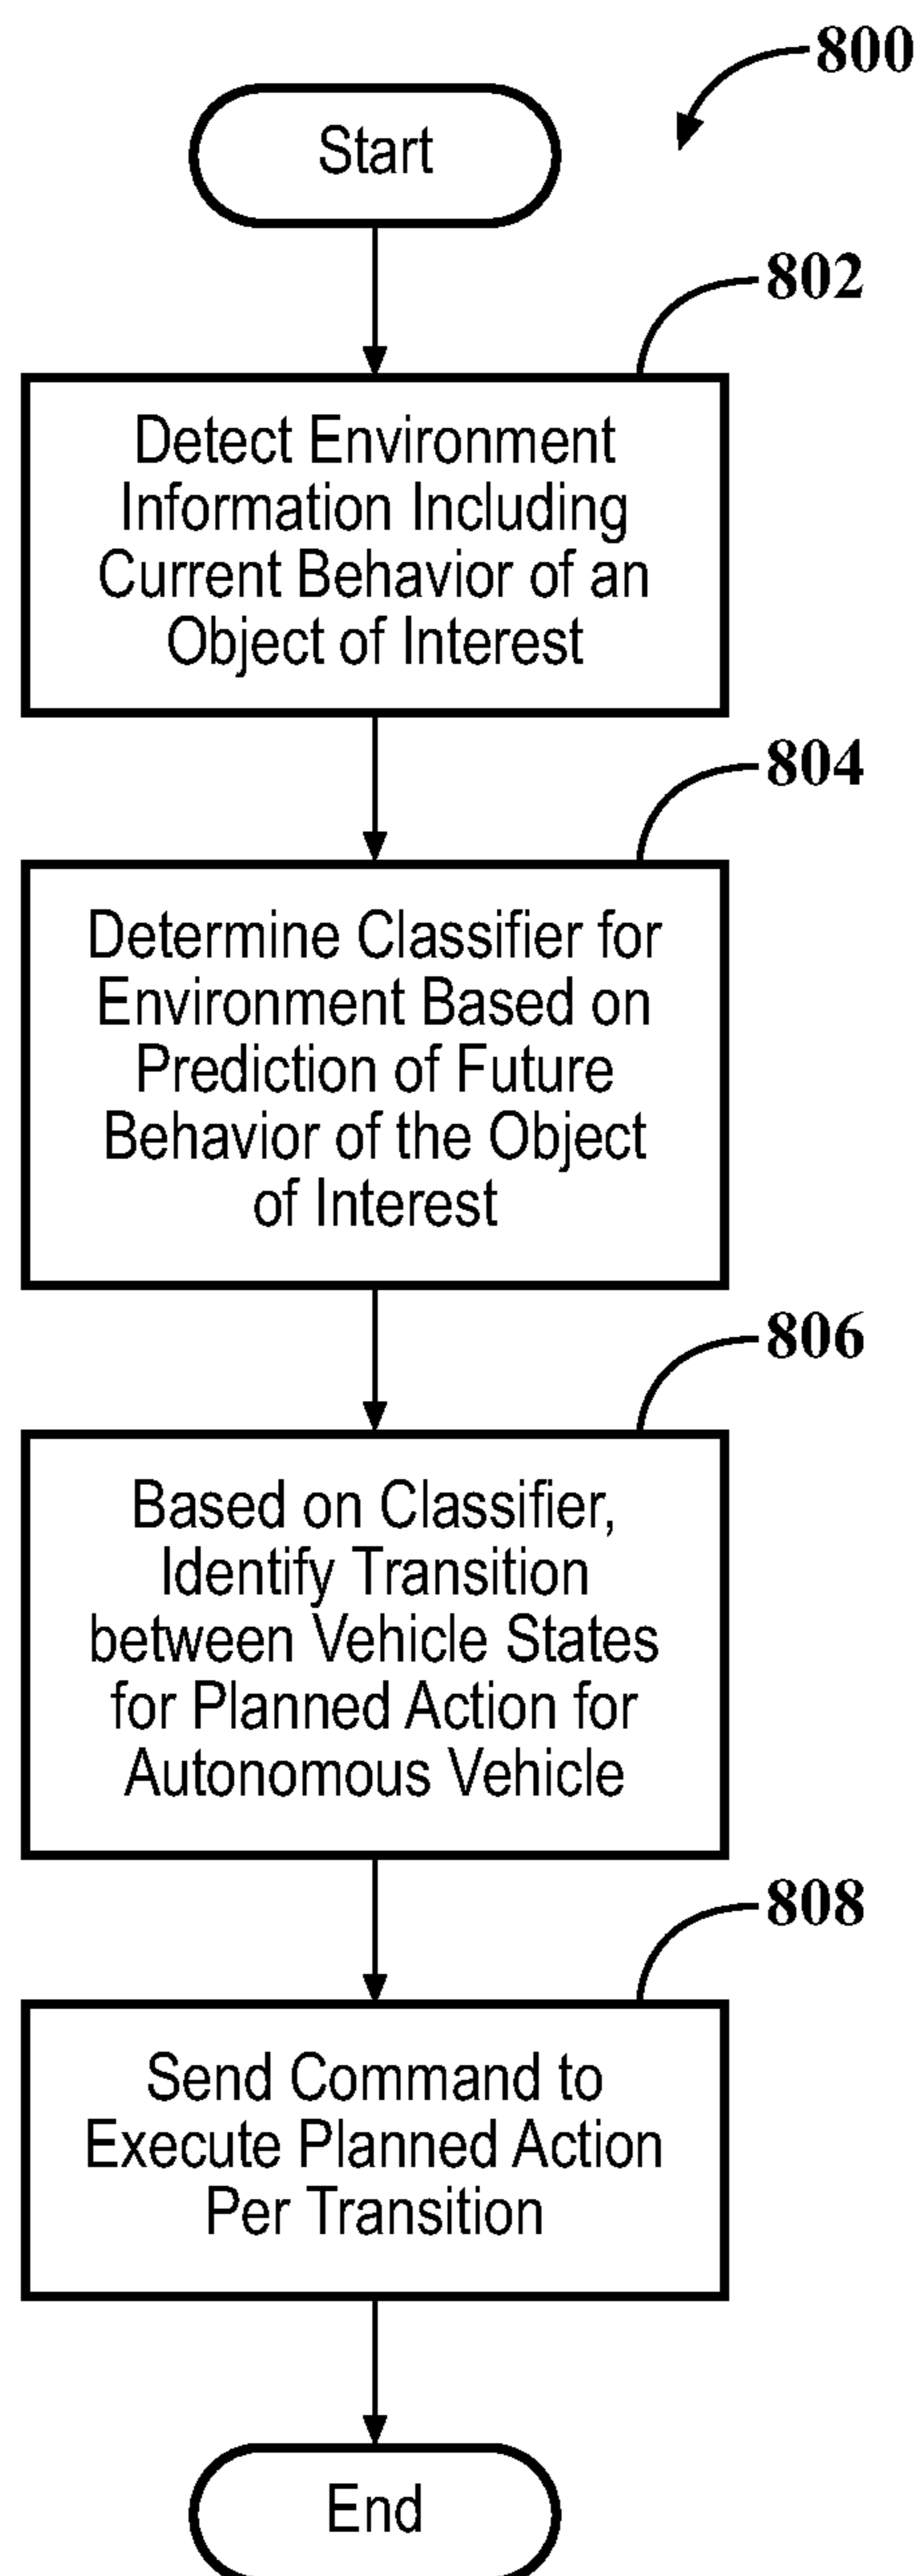 800
Start
802
Detect Environment
Information Including
Current Behavior of an
Object of Interest
804
Determine Classifier for
Environment Based on
Prediction of Future
Behavior of the Object
of Interest
806
Based on Classifier,
Identify Transition
between Vehicle States
for Planned Action for
Autonomous Vehicle
808
Send Command to
Execute Planned Action
Per Transition
End